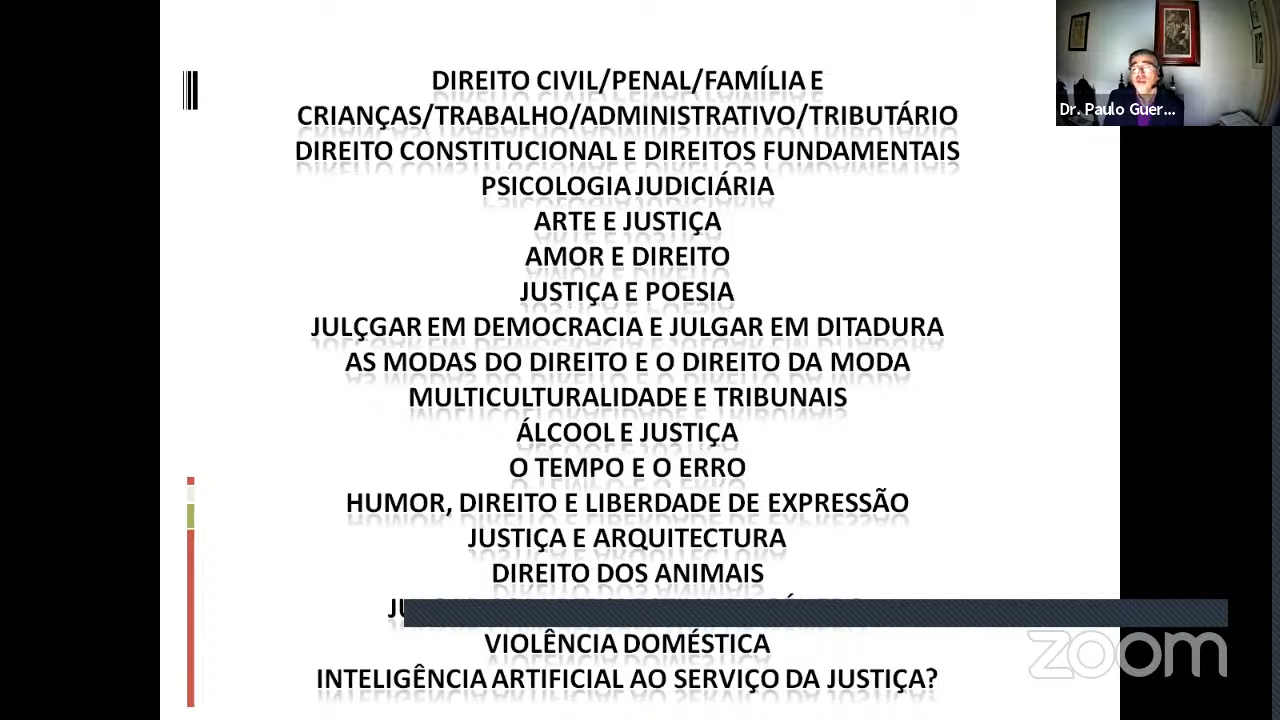 DIREITO CIVIL/PENAL/FAMÍLIA E
CRIANÇAS/TRABALHO/ADMINISTRATIVO/TRIBUTÁRIO
DIREITO CONSTITUCIONAL E DIREITOS FUNDAMENTAIS
PSICOLOGIA JUDICIÁRIA
ARTE E JUSTIÇA
AMOR E DIREITO
JUSTIÇA E POESIA
JULÇGAR EM DEMOCRACIA E JULGAR EM DITADURA
AS MODAS DO DIREITO E O DIREITO DA MODA
MULTICULTURALIDADE E TRIBUNAIS
ÁLCOOL E JUSTIÇA
O TEMPO E O ERRO
HUMOR, DIREITO E LIBERDADE DE EXPRESSÃO
JUSTIÇA E ARQUITECTURA
DIREITO DOS ANIMAIS
VIOLÊNCIA DOMÉSTICA
INTELIGÊNCIA ARTIFICIAL AO SERVIÇO DA JUSTIÇA?
Dr. Paulo Guer...
zoom